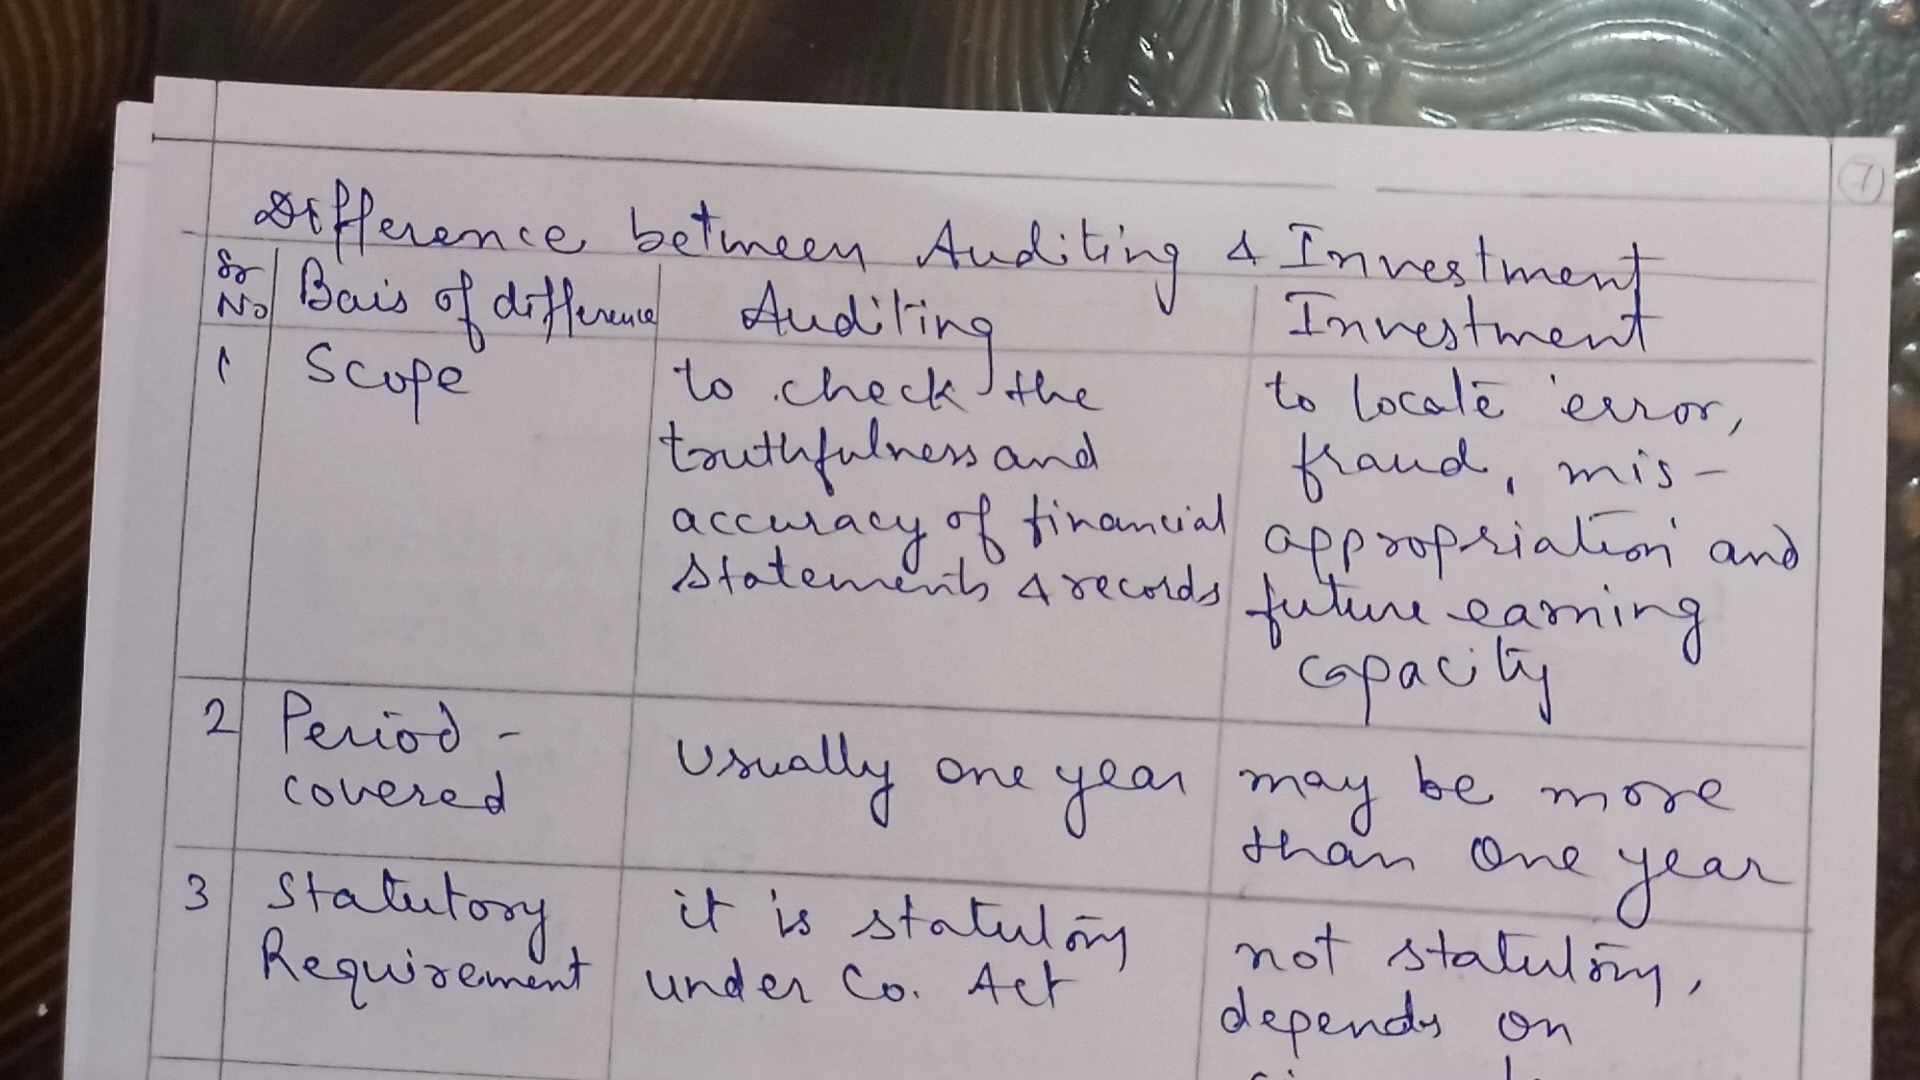 7
Difference between Auditing & Investment
Sr No Bais of difference Auditing Investment
1 Scope to check the to locate error,
truthfulness and fraud, mis-
accuracy of financial appropriation and
statements & records future earning
capacity
2 Period - Usually one year may be more
covered than one year
3 Statutory it is statutory not statutory,
Requirement under Co. Act depends on